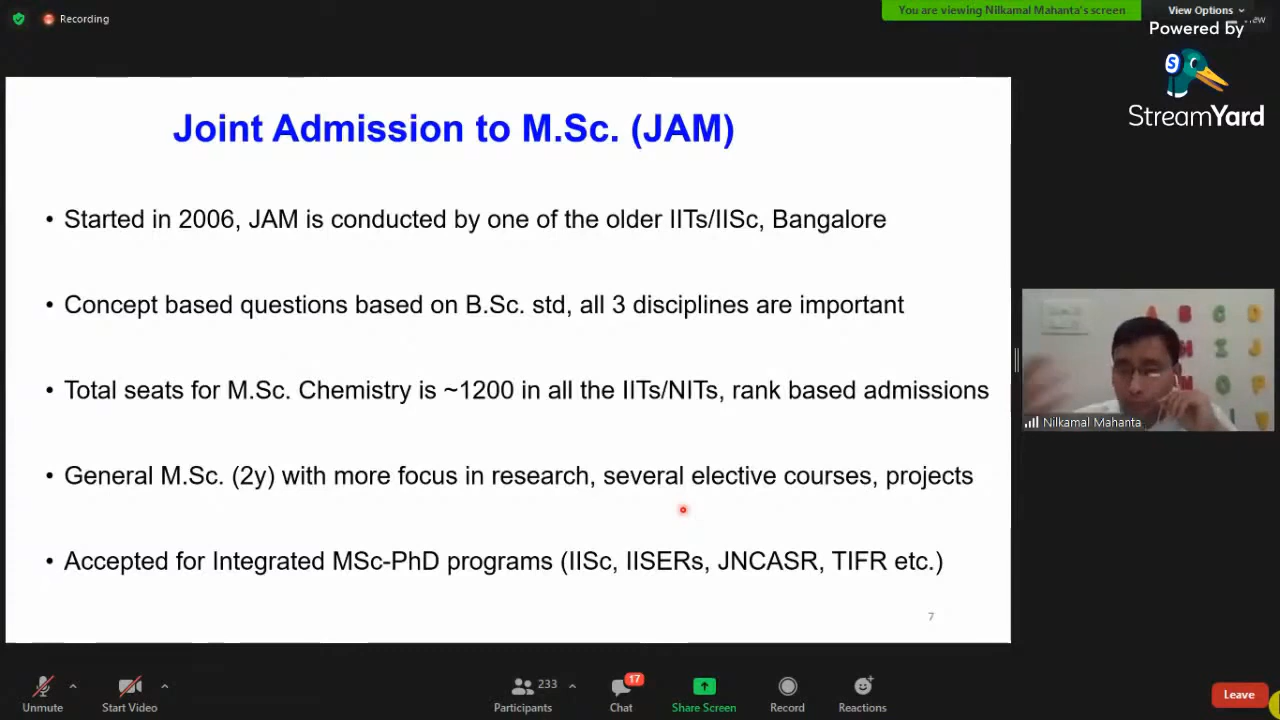 Recording
You are viewing Nilkamal Mahanta's screen
View Options
Powered by
StreamYard
Joint Admission to M.Sc. (JAM)
• Started in 2006, JAM is conducted by one of the older IITs/IISc, Bangalore
• Concept based questions based on B.Sc. std, all 3 disciplines are important
• Total seats for M.Sc. Chemistry is ~1200 in all the IITs/NITs, rank based admissions
• General M.Sc. (2y) with more focus in research, several elective courses, projects
• Accepted for Integrated MSc-PhD programs (IISc, IISERs, JNCASR, TIFR etc.)
7
A B C D
Nilkamal Mahanta
Unmute
Start Video
233
Participants
17
Chat
Share Screen
Record
Reactions
Leave